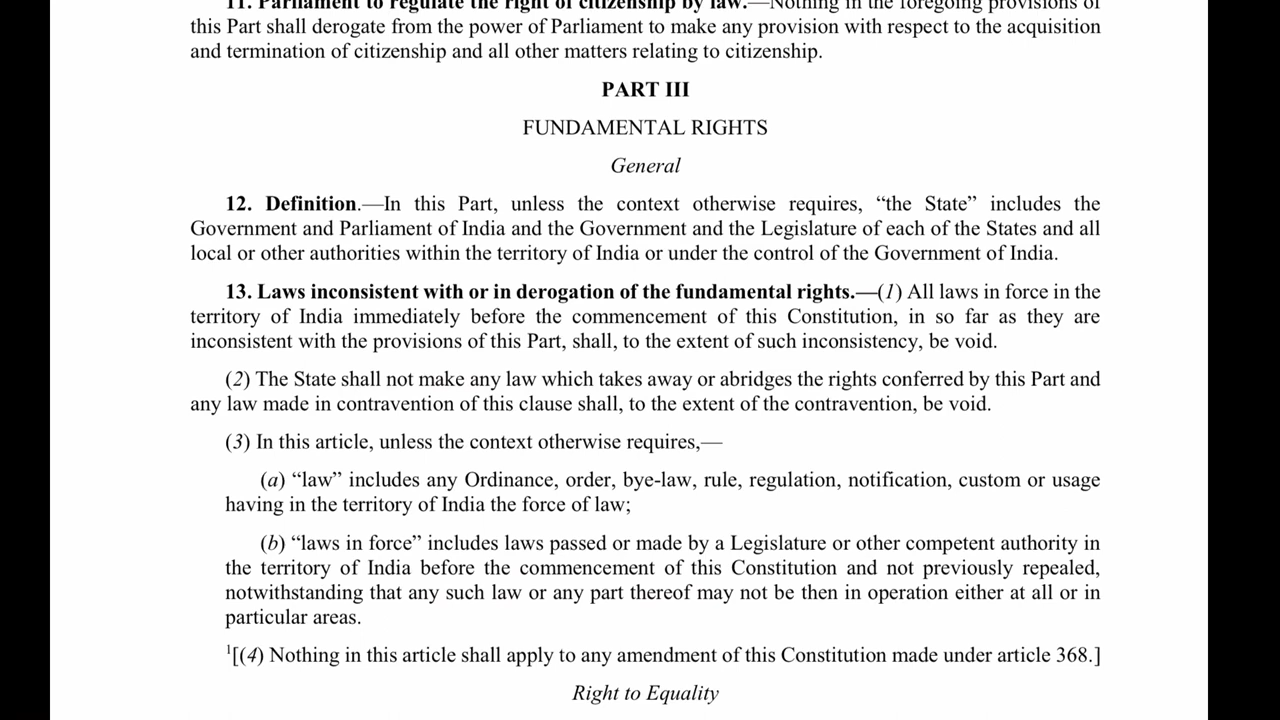 11. Parliament to regulate the right of citizenship by law.—Nothing in the foregoing provisions of
this Part shall derogate from the power of Parliament to make any provision with respect to the acquisition
and termination of citizenship and all other matters relating to citizenship.
PART III
FUNDAMENTAL RIGHTS
General
12. Definition.—In this Part, unless the context otherwise requires, “the State” includes the
Government and Parliament of India and the Government and the Legislature of each of the States and all
local or other authorities within the territory of India or under the control of the Government of India.
13. Laws inconsistent with or in derogation of the fundamental rights.—(1) All laws in force in the
territory of India immediately before the commencement of this Constitution, in so far as they are
inconsistent with the provisions of this Part, shall, to the extent of such inconsistency, be void.
(2) The State shall not make any law which takes away or abridges the rights conferred by this Part and
any law made in contravention of this clause shall, to the extent of the contravention, be void.
(3) In this article, unless the context otherwise requires,—
(a) “law” includes any Ordinance, order, bye-law, rule, regulation, notification, custom or usage
having in the territory of India the force of law;
(b) “laws in force” includes laws passed or made by a Legislature or other competent authority in
the territory of India before the commencement of this Constitution and not previously repealed,
notwithstanding that any such law or any part thereof may not be then in operation either at all or in
particular areas.
1[(4) Nothing in this article shall apply to any amendment of this Constitution made under article 368.]
Right to Equality